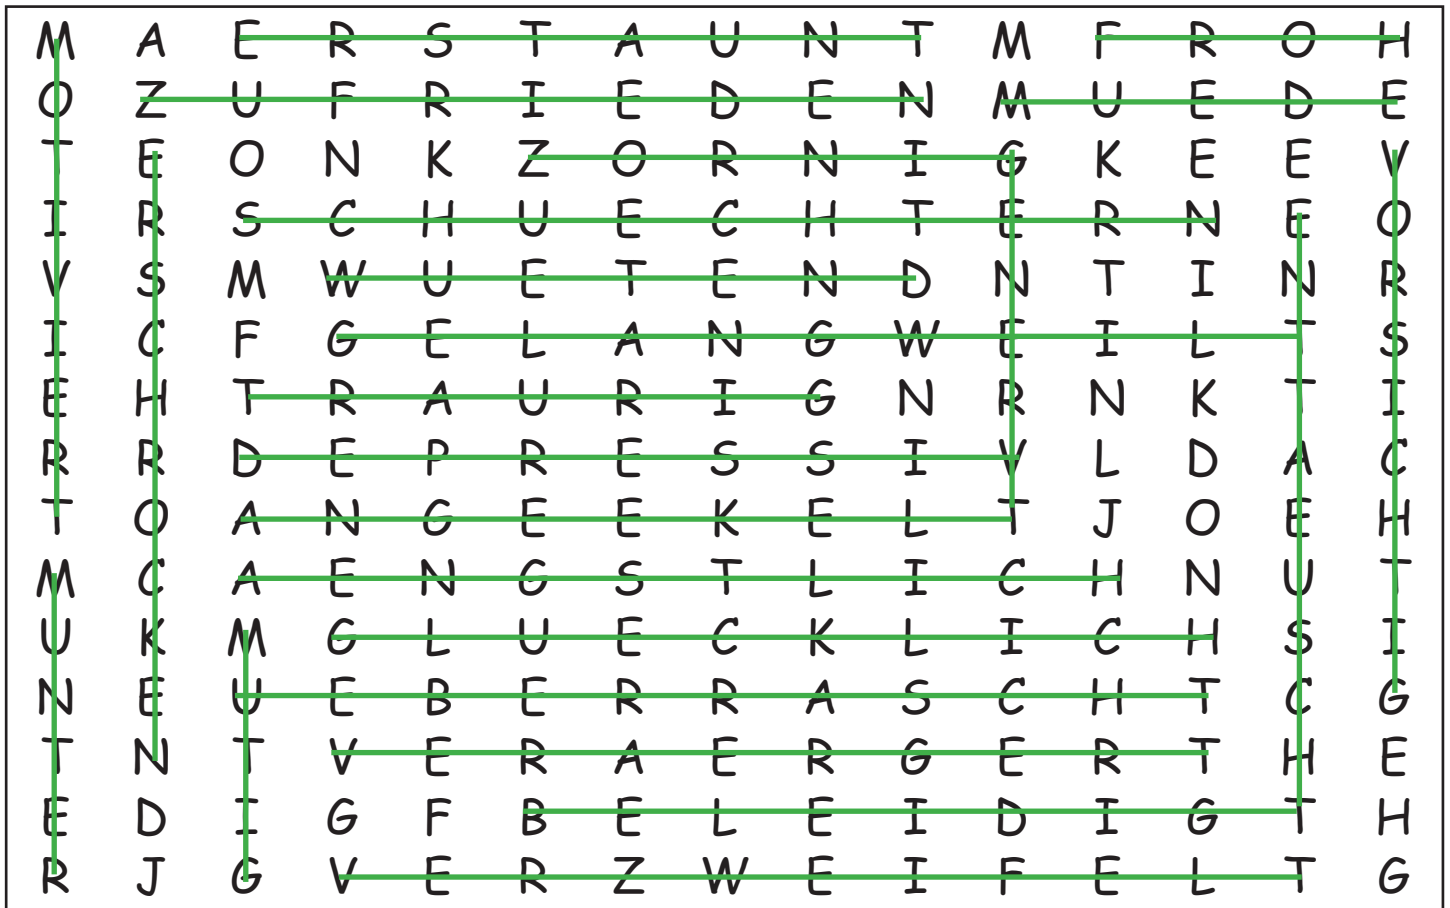 M A E R S T A U N T M F R O H
O Z U F R I E D E N M U E D E
T E O N K Z O R N I G K E E V
I R S C H U E C H T E R N E O
V S M W U E T E N D N T I N R
I C F G E L A N G W E I L T S
E H T R A U R I G N R N K T I
R R D E P R E S S I V L D A C
T O A N G E E K E L T J O E H
M C A E N G S T L I C H N U T
U K M G L U E C K L I C H S I
N E U E B E R R A S C H T C G
T N T V E R A E R G E R T H E
E D I G F B E L E I D I G T H
R J G V E R Z W E I F E L T G